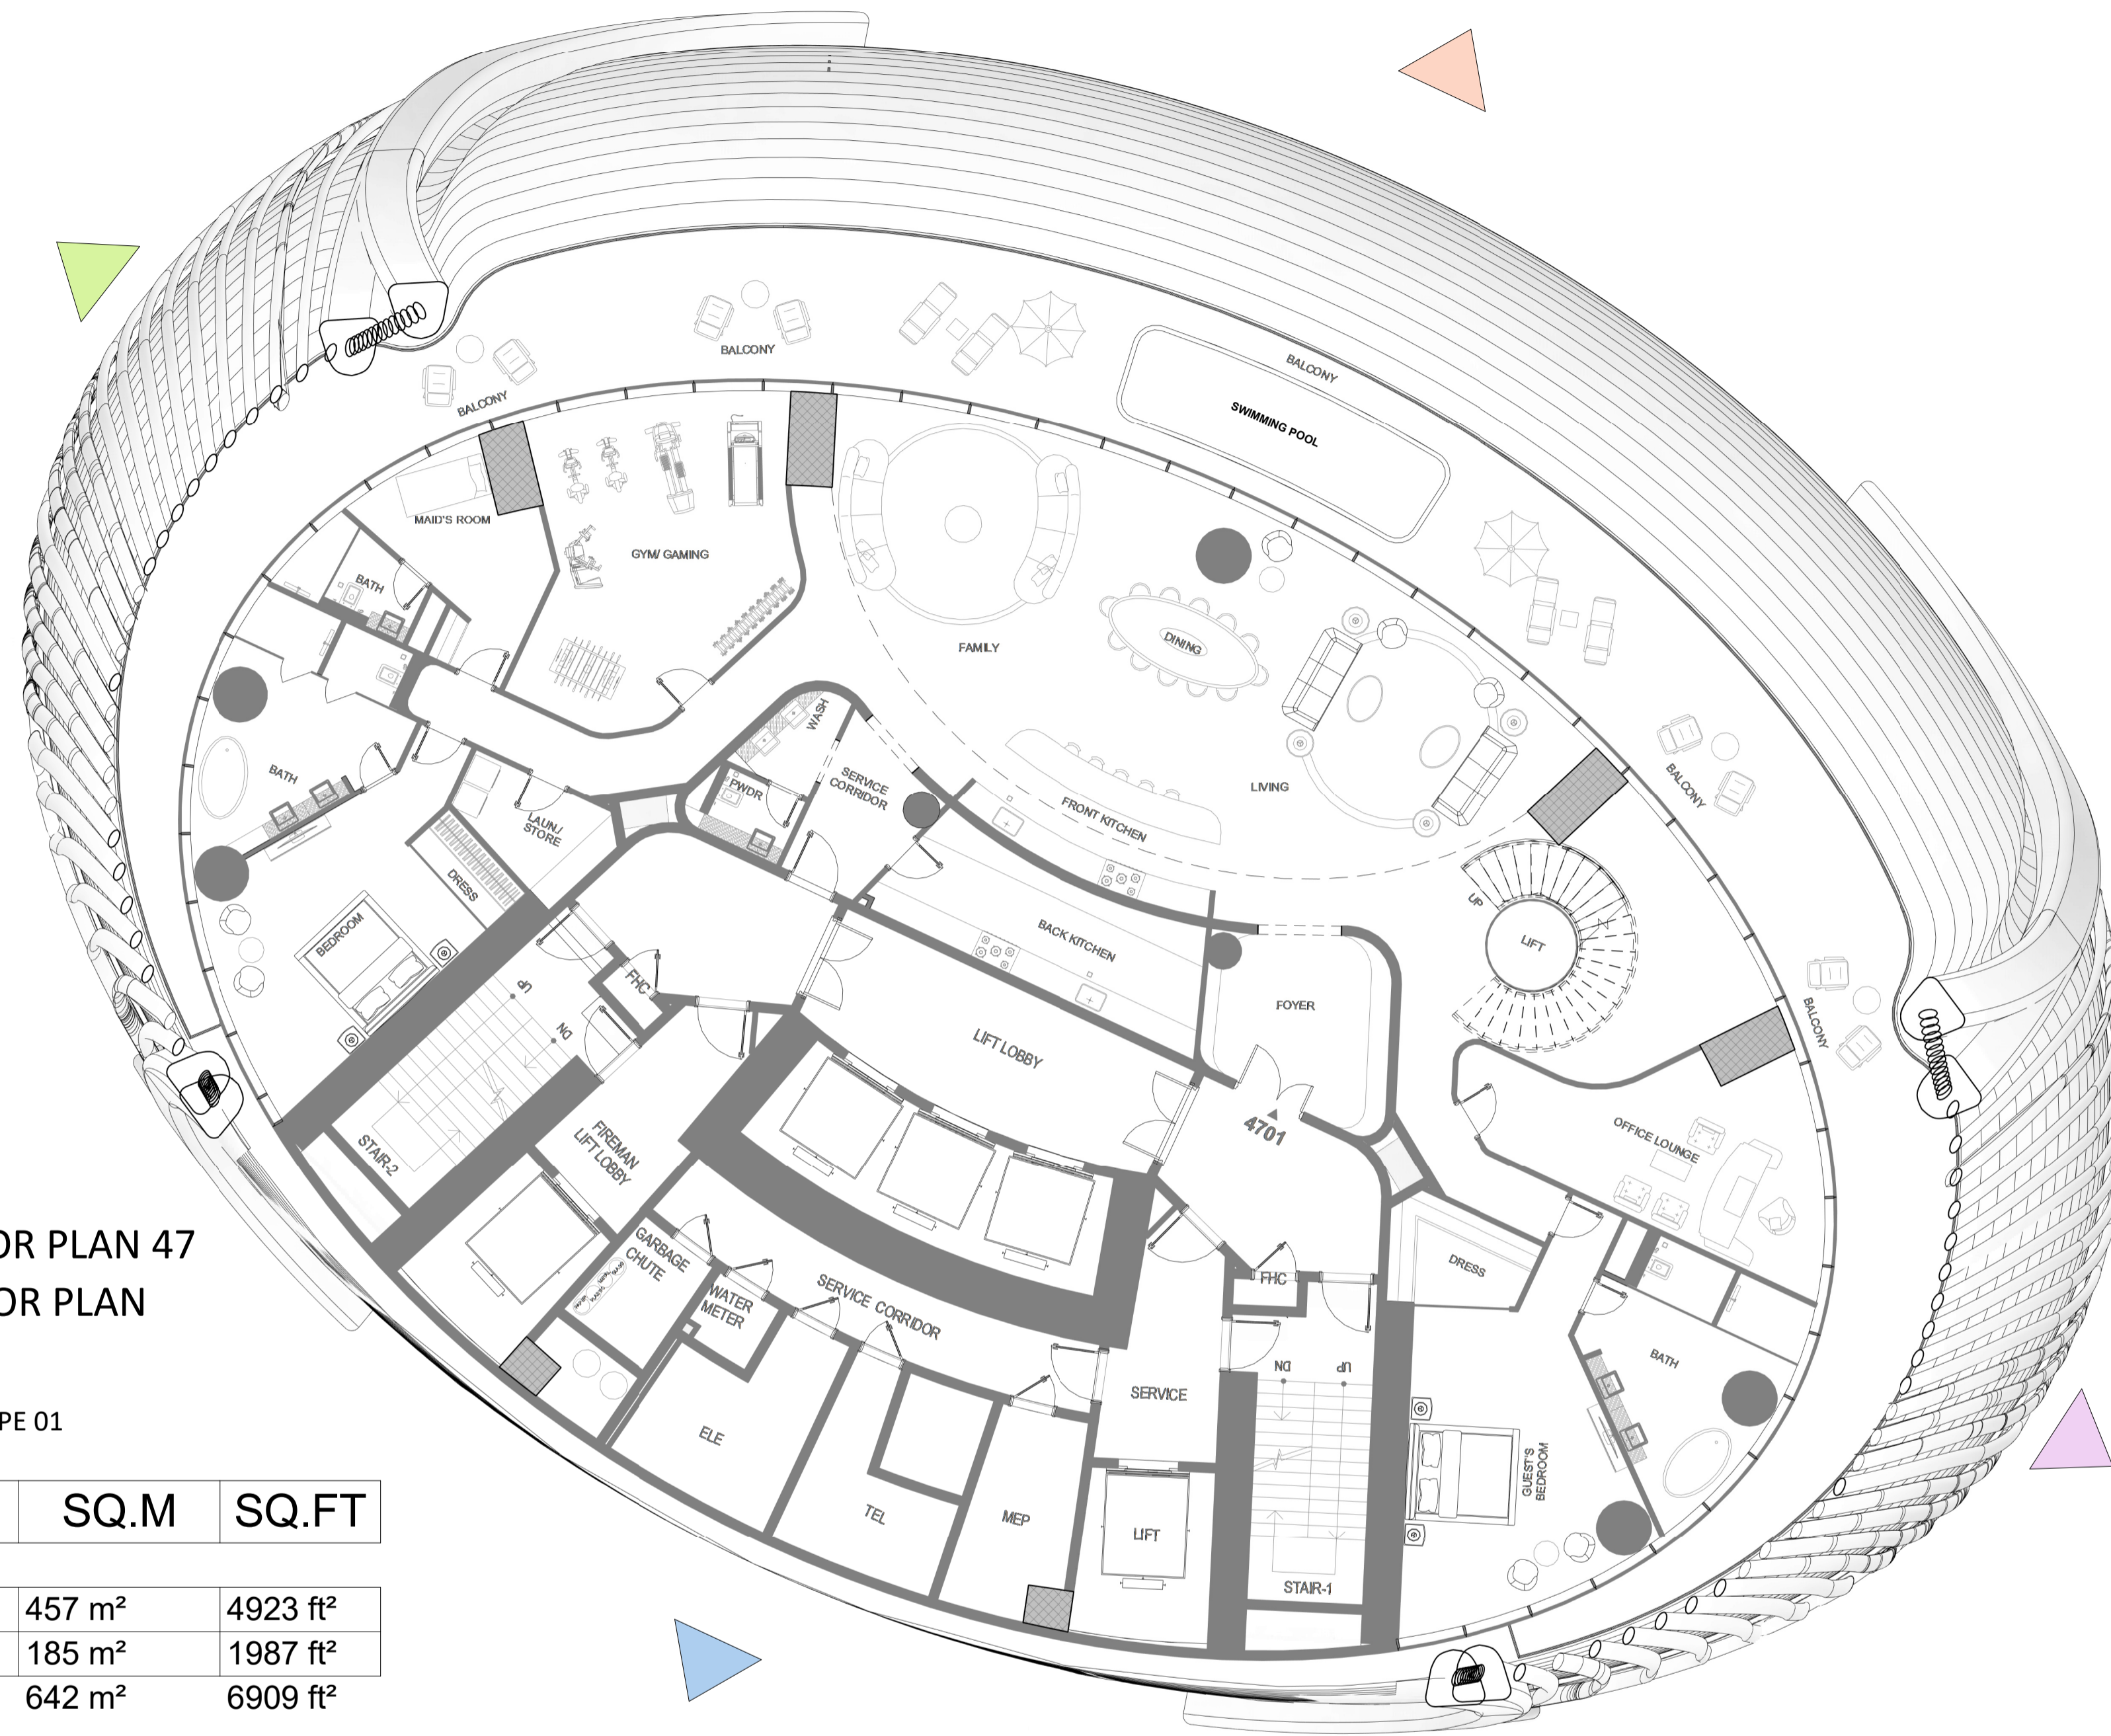 BALCONY
BALCONY
BALCONY
SWIMMING POOL
MAID'S ROOM
GYM/ GAMING
BATH
FAMILY
DINING
WASH
BATH
PWDR
SERVICE
CORRIDOR
LIVING
BALCONY
FRONT KITCHEN
LAUN./
STORE
DRESS
UP
BEDROOM
BACK KITCHEN
LIFT
FHC
UP
DN
FOYER
BALCONY
LIFT LOBBY
4701
OFFICE LOUNGE
STAIR-2
FIREMAN
LIFT LOBBY
GARBAGE
CHUTE
WATER
METER
SERVICE CORRIDOR
FHC
DRESS
DN
UP
BATH
SERVICE
ELE
TEL
MEP
LIFT
STAIR-1
GUEST'S
BEDROOM
OR PLAN 47
OR PLAN
PE 01
SQ.M SQ.FT
457 m² 4923 ft²
185 m² 1987 ft²
642 m² 6909 ft²